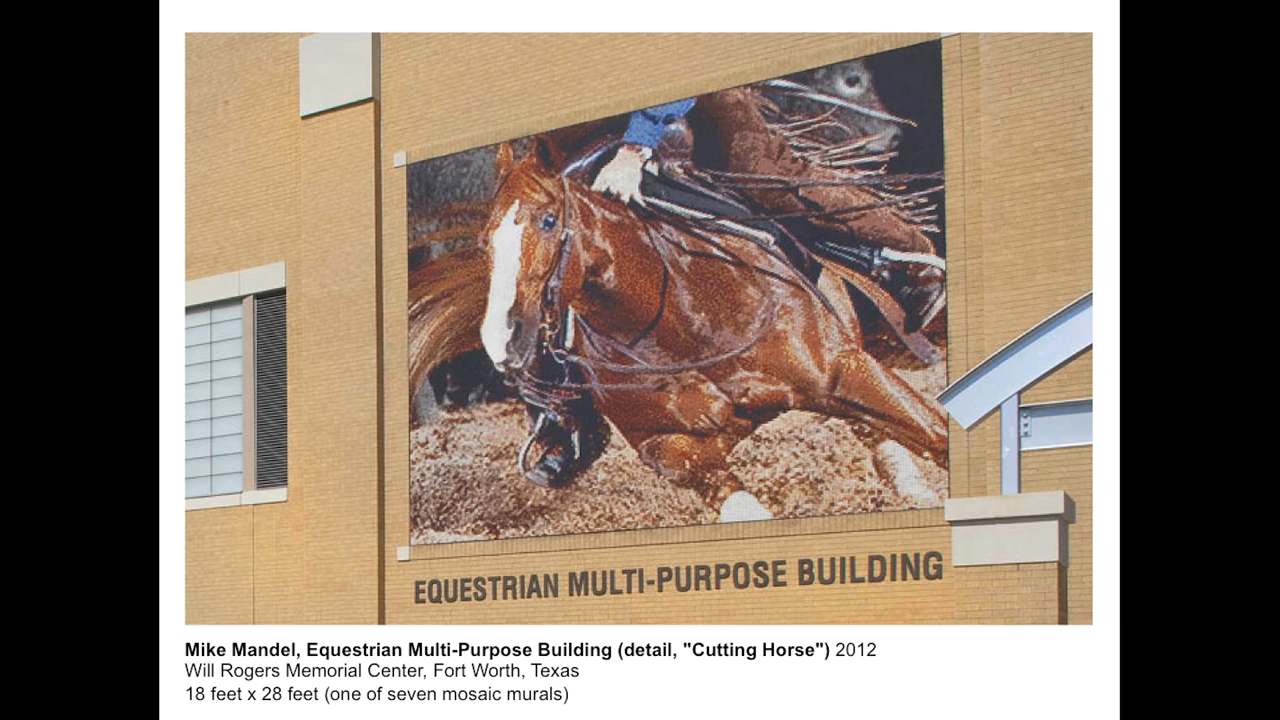 EQUESTRIAN MULTI-PURPOSE BUILDING
Mike Mandel, Equestrian Multi-Purpose Building (detail, "Cutting Horse") 2012
Will Rogers Memorial Center, Fort Worth, Texas
18 feet x 28 feet (one of seven mosaic murals)